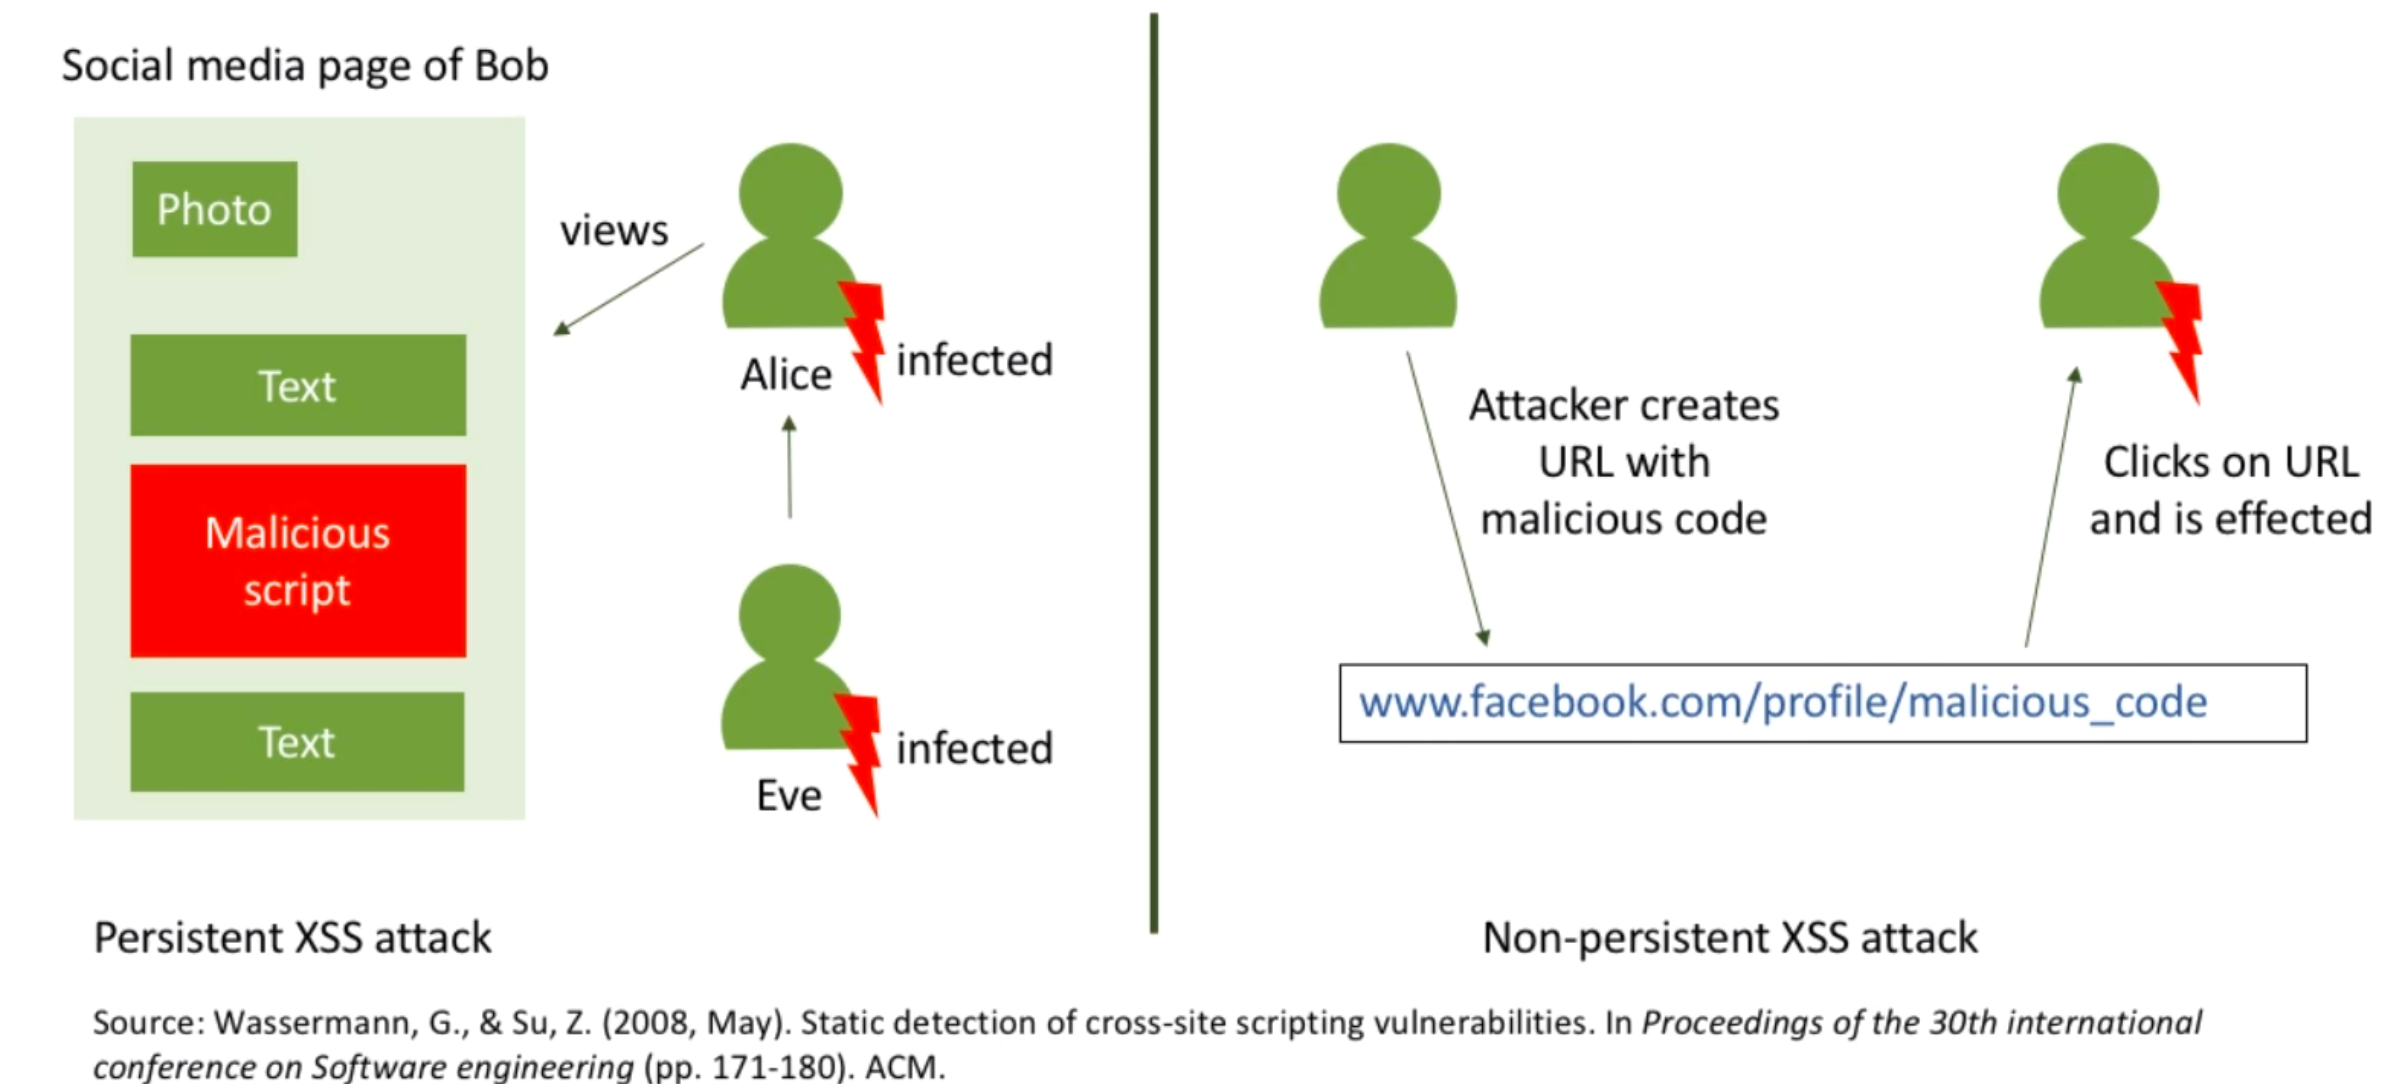 Social media page of Bob
Photo
Text
Malicious
script
Text
views
Alice
infected
Eve
infected
Persistent XSS attack
Attacker creates
URL with
malicious code
Clicks on URL
and is effected
www.facebook.com/profile/malicious_code
Non-persistent XSS attack
Source: Wassermann, G., & Su, Z. (2008, May). Static detection of cross-site scripting vulnerabilities. In Proceedings of the 30th international
conference on Software engineering (pp. 171-180). ACM.